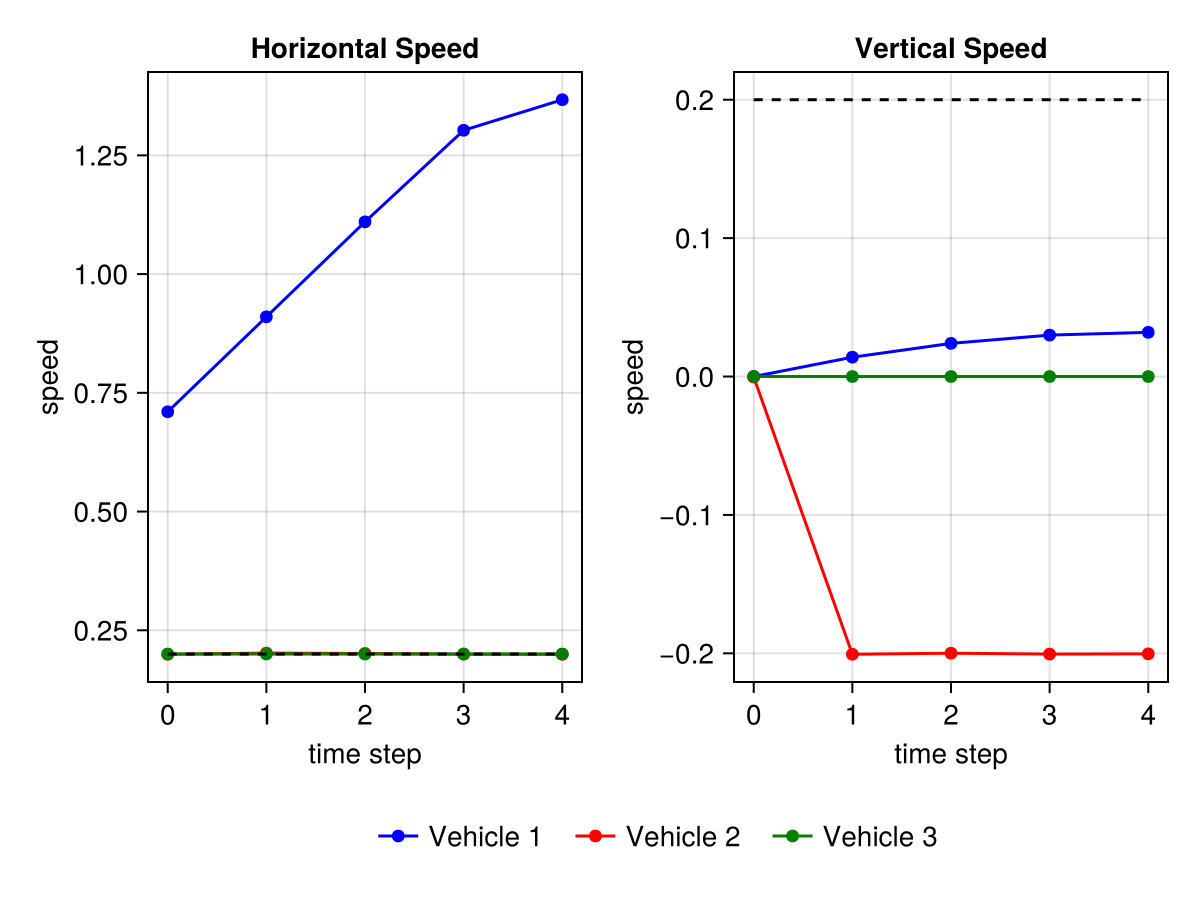 Horizontal Speed
speed
1.25
1.00
0.75
0.50
0.25
0 1 2 3 4
time step
Vertical Speed
speed
0.2
0.1
0.0
−0.1
−0.2
0 1 2 3 4
time step
Vehicle 1 Vehicle 2 Vehicle 3